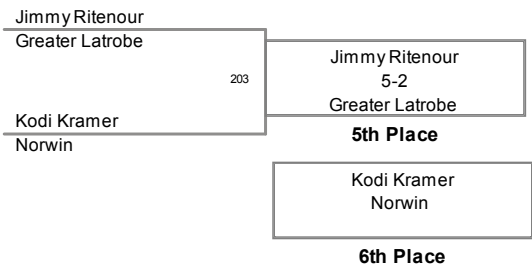 Jimmy Ritenour
Greater Latrobe
203
Kodi Kramer
Norwin
Jimmy Ritenour
5-2
Greater Latrobe
5th Place
Kodi Kramer
Norwin
6th Place